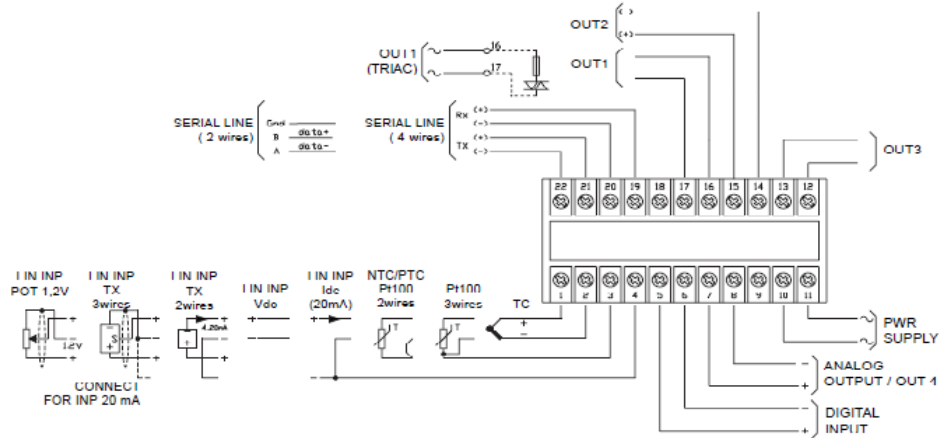 OUT2
(-)
(+)
OUT1
(TRIAC)
16
17
OUT1
SERIAL LINE
( 2 wires)
Gnd
B data+
A data-
SERIAL LINE
( 4 wires)
Rx (+)
(-)
(+)
TX (-)
OUT3
22 21 20 19 18 17 16 15 14 13 12
1 2 3 4 5 6 7 8 9 10 11
LIN INP
POT 1,2V
+
1.2V
+
LIN INP
TX
3wires
S
+
+
-
+
LIN INP
TX
2wires
4.20mA
+
+
-
+
LIN INP
Vdc
+
-
LIN INP
Idc
(20mA)
+
-
NTC/PTC
Pt100
2wires
T
Pt100
3wires
T
TC
+
-
CONNECT
FOR INP 20 mA
PWR
SUPPLY
-
+
ANALOG
OUTPUT / OUT 4
-
+
DIGITAL
INPUT